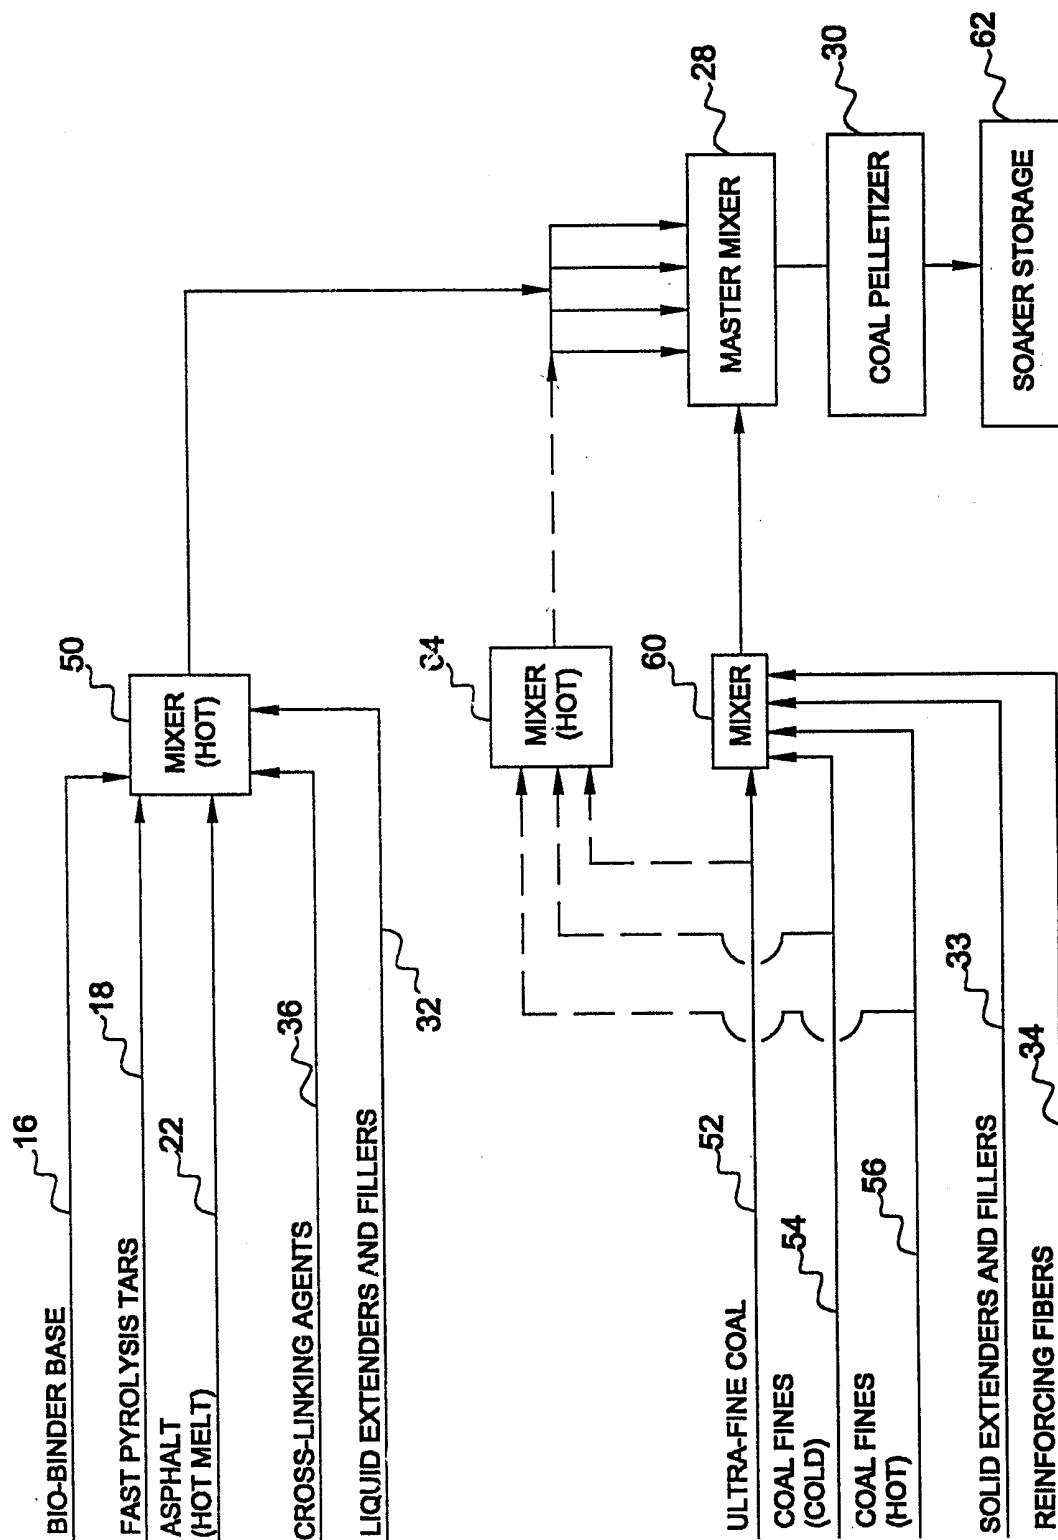 BIO-BINDER BASE
16
FAST PYROLYSIS TARS
18
ASPHALT
(HOT MELT)
22
CROSS-LINKING AGENTS
36
LIQUID EXTENDERS AND FILLERS
32
MIXER
(HOT)
50
MIXER
(HOT)
ULTRA-FINE COAL
52
COAL FINES
(COLD)
54
COAL FINES
(HOT)
56
SOLID EXTENDERS AND FILLERS
33
REINFORCING FIBERS
34
MIXER
60
MASTER MIXER
28
COAL PELLETIZER
30
SOAKER STORAGE
62